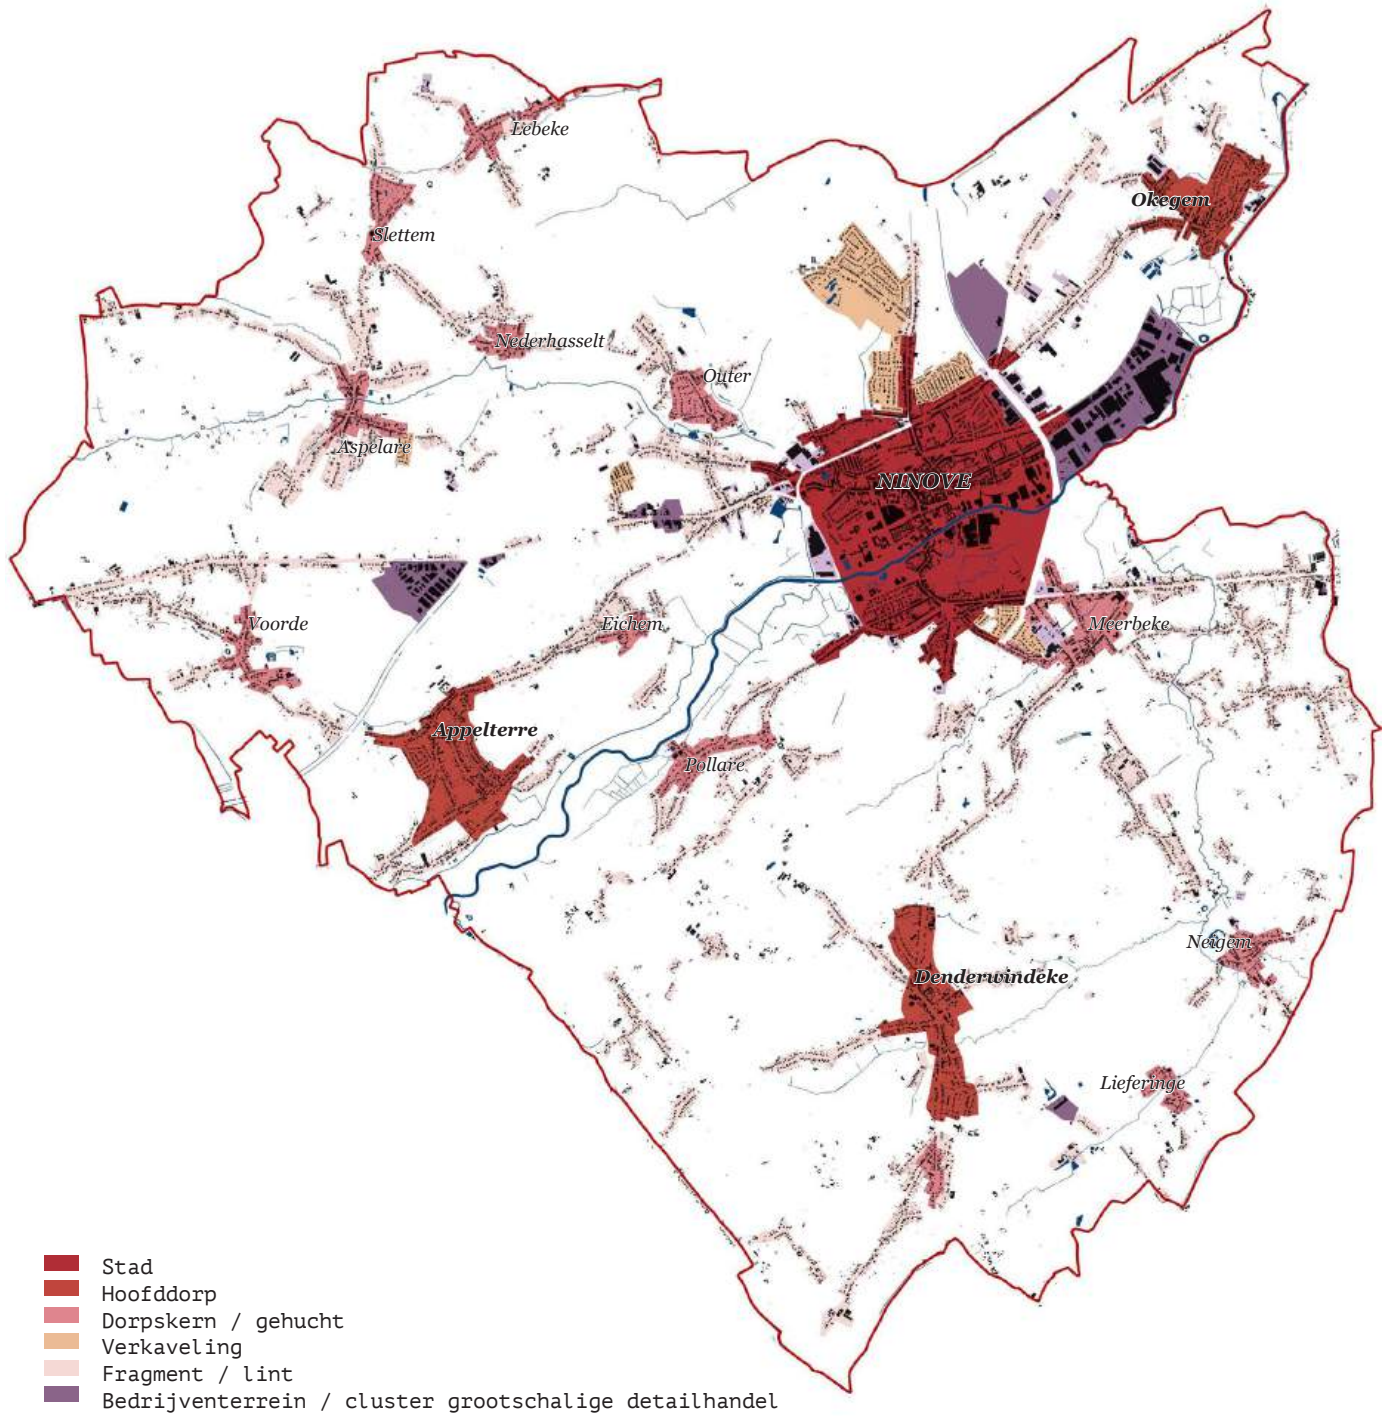 Lebeke
Okegem
Slettem
Nederhasselt
Outer
Aspelare
NINOVE
Voorde
Eichem
Meerbeke
Appelterre
Pollare
Neigem
Denderwindeke
Lieferinge
Stad
Hoofddorp
Dorpskern / gehucht
Verkaveling
Fragment / lint
Bedrijventerrein / cluster grootschalige detailhandel